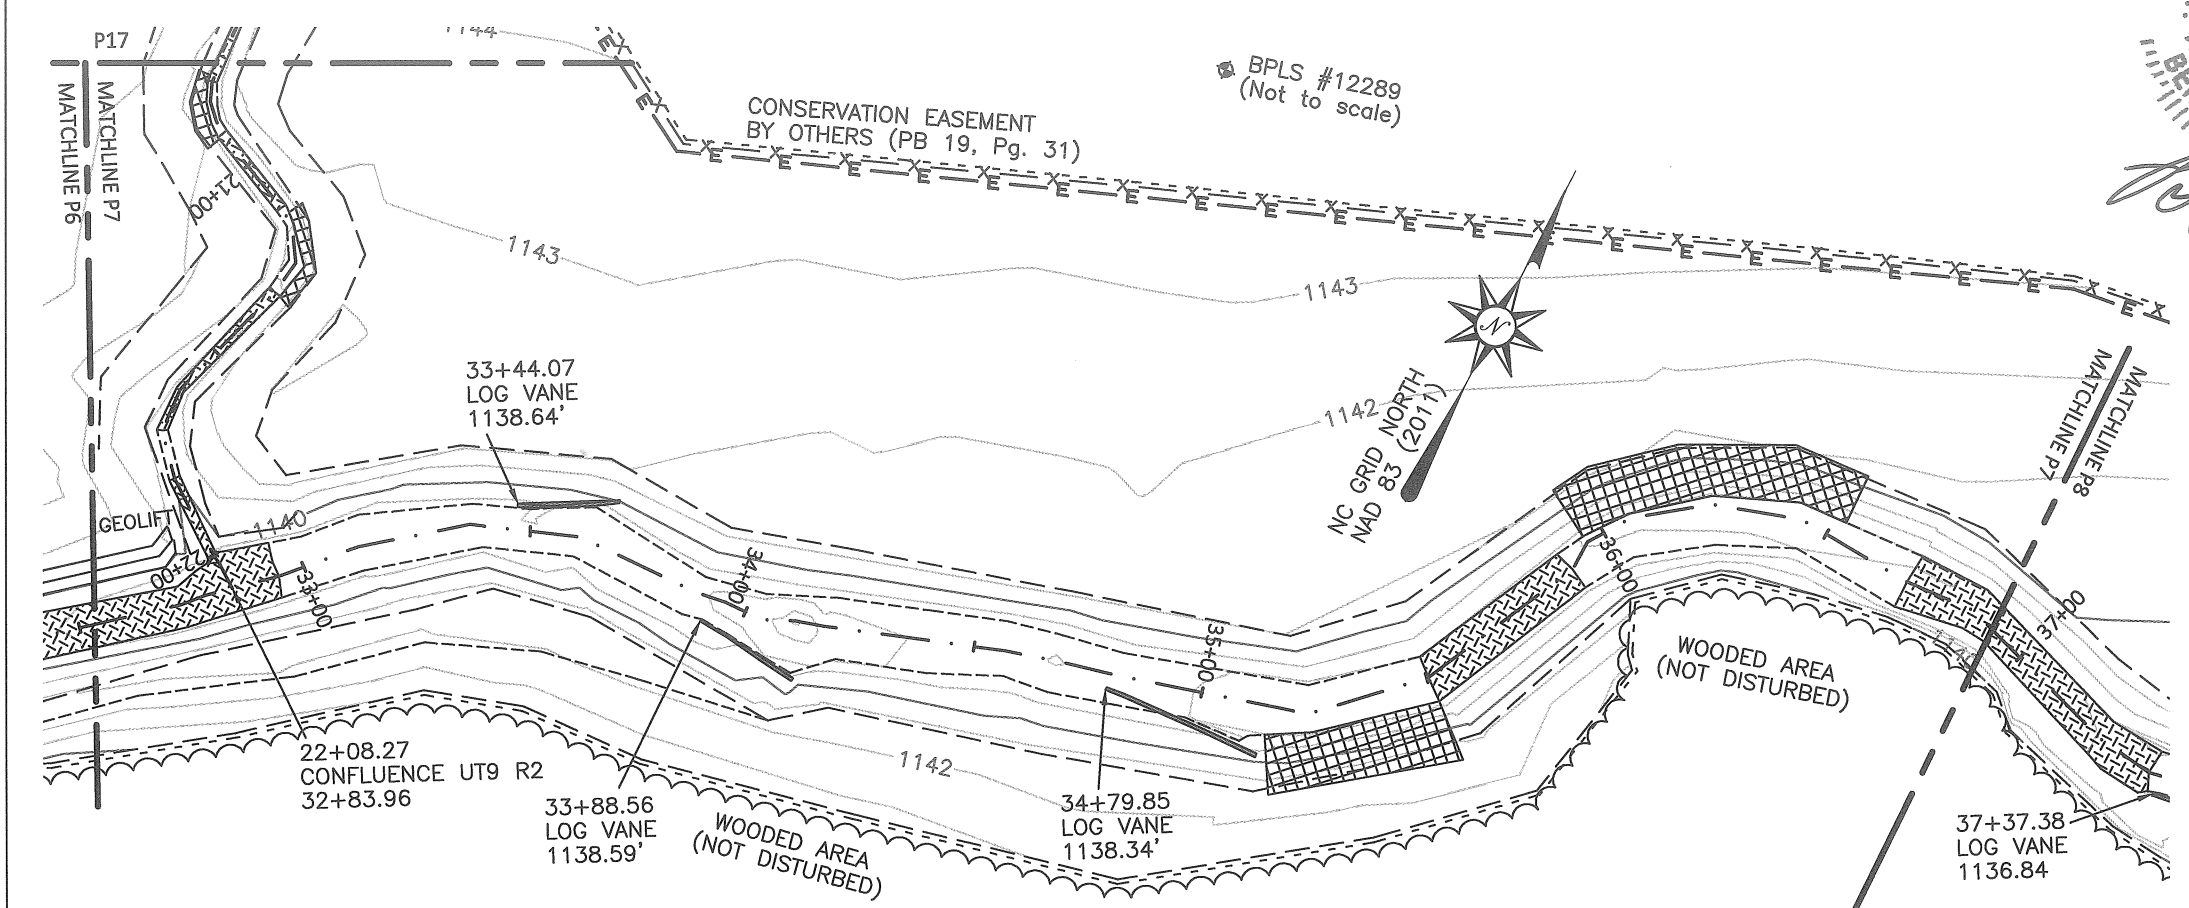 P17
1144
MATCHLINE P7
MATCHLINE P6
BPLS #12289
(Not to scale)
CONSERVATION EASEMENT
BY OTHERS (PB 19, Pg. 31)
21+00
1143
1143
N
NC GRID NORTH
NAD 83 (2011)
1142
33+44.07
LOG VANE
1138.64'
MATCHLINE P8
MATCHLINE P7
GEOLIFT
1140
22+00
33+00
34+00
35+00
36+00
37+00
1140
WOODED AREA
(NOT DISTURBED)
22+08.27
CONFLUENCE UT9 R2
32+83.96
33+88.56
LOG VANE
1138.59'
WOODED AREA
(NOT DISTURBED)
1142
34+79.85
LOG VANE
1138.34'
37+37.38
LOG VANE
1136.84